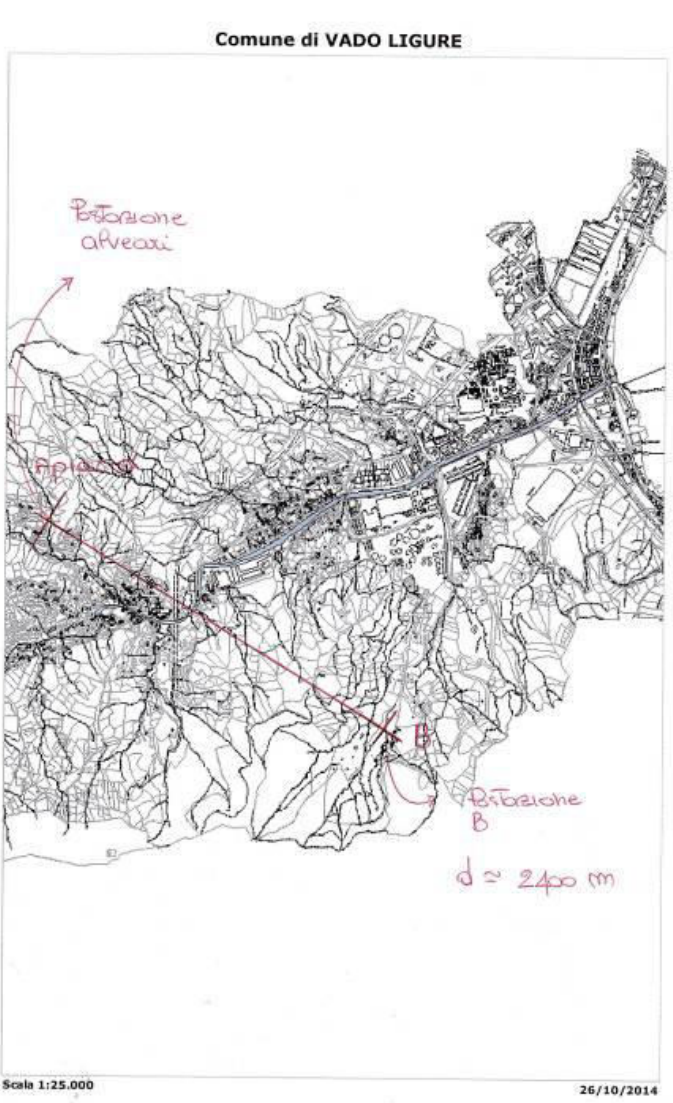 Comune di VADO LIGURE
Postazione
alveari
Apiario
B
Postazione
B
d ≃ 2400 m
Scala 1:25.000
26/10/2014